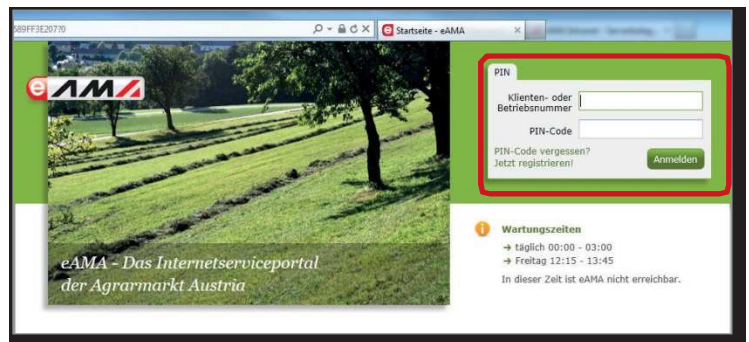 589FF3E20770
Startseite - eAMA
eAMA
PIN
Klienten- oder
Betriebsnummer
PIN-Code
PIN-Code vergessen?
Jetzt registrieren!
Anmelden
eAMA - Das Internetserviceportal
der Agrarmarkt Austria
Wartungszeiten
→ täglich 00:00 - 03:00
→ Freitag 12:15 - 13:45
In dieser Zeit ist eAMA nicht erreichbar.